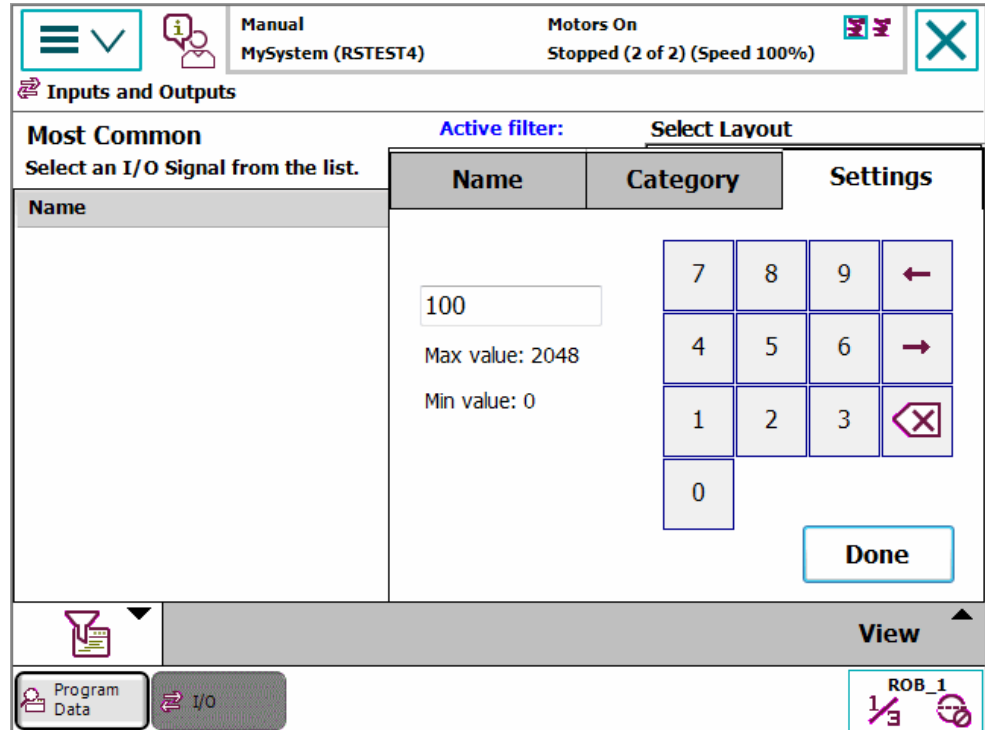 Manual
MySystem (RSTEST4)
Motors On
Stopped (2 of 2) (Speed 100%)
Inputs and Outputs
Most Common
Active filter:
Select Layout
Select an I/O Signal from the list.
Name
Name
Category
Settings
100
Max value: 2048
Min value: 0
7 8 9
4 5 6
1 2 3
0
Done
View
Program
Data
I/O
ROB_1
1/3